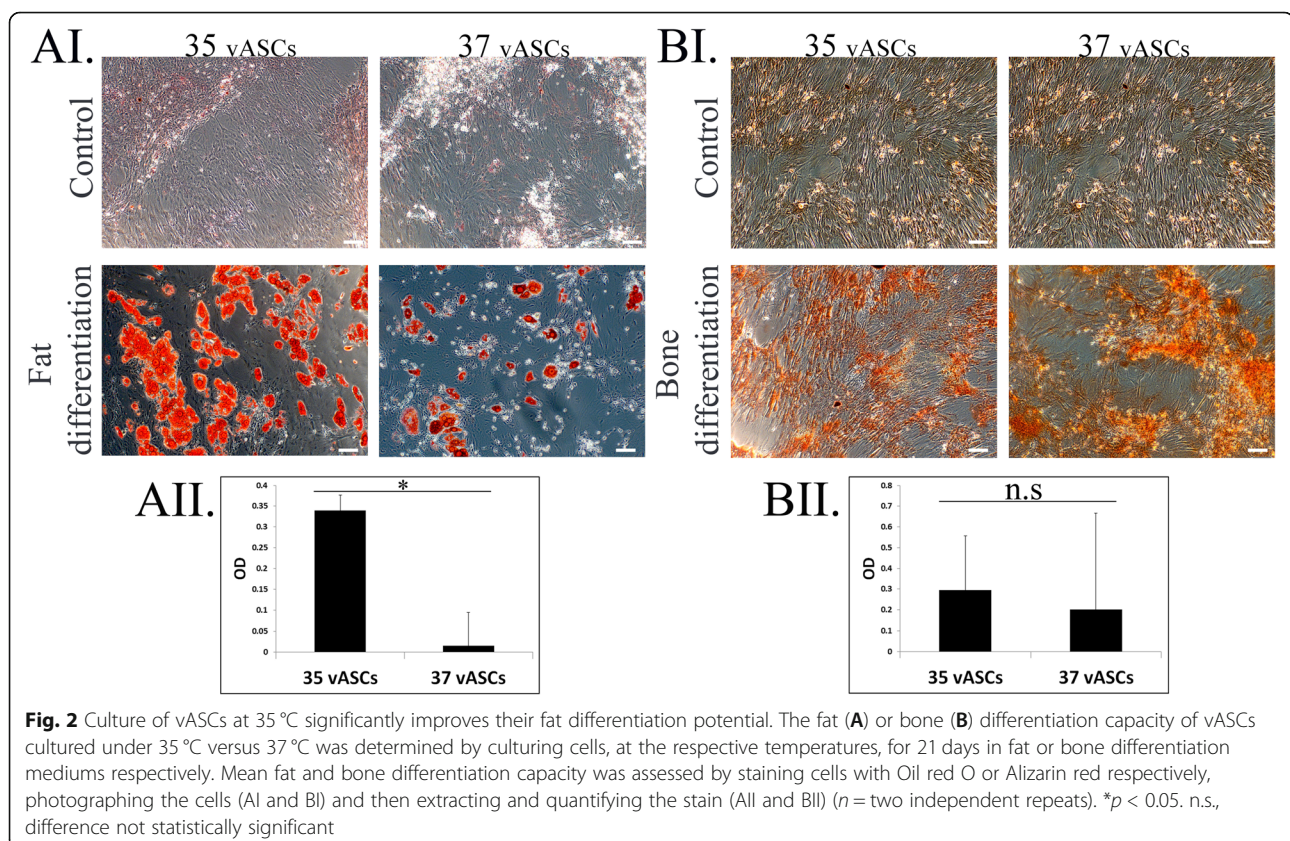 AI. 35 vASCs 37 vASCs BI. 35 vASCs 37 vASCs
Control
Control
Fat differentiation
Bone differentiation
AII.
*
0.4
0.35
0.3
0.25
0.2
0.15
0.1
0.05
0
OD
35 vASCs 37 vASCs
BII.
n.s
0.8
0.7
0.6
0.5
0.4
0.3
0.2
0.1
0
OD
35 vASCs 37 vASCs
Fig. 2 Culture of vASCs at 35 °C significantly improves their fat differentiation potential. The fat (A) or bone (B) differentiation capacity of vASCs
cultured under 35 °C versus 37 °C was determined by culturing cells, at the respective temperatures, for 21 days in fat or bone differentiation
mediums respectively. Mean fat and bone differentiation capacity was assessed by staining cells with Oil red O or Alizarin red respectively,
photographing the cells (AI and BI) and then extracting and quantifying the stain (AII and BII) (n = two independent repeats). *p < 0.05. n.s.,
difference not statistically significant